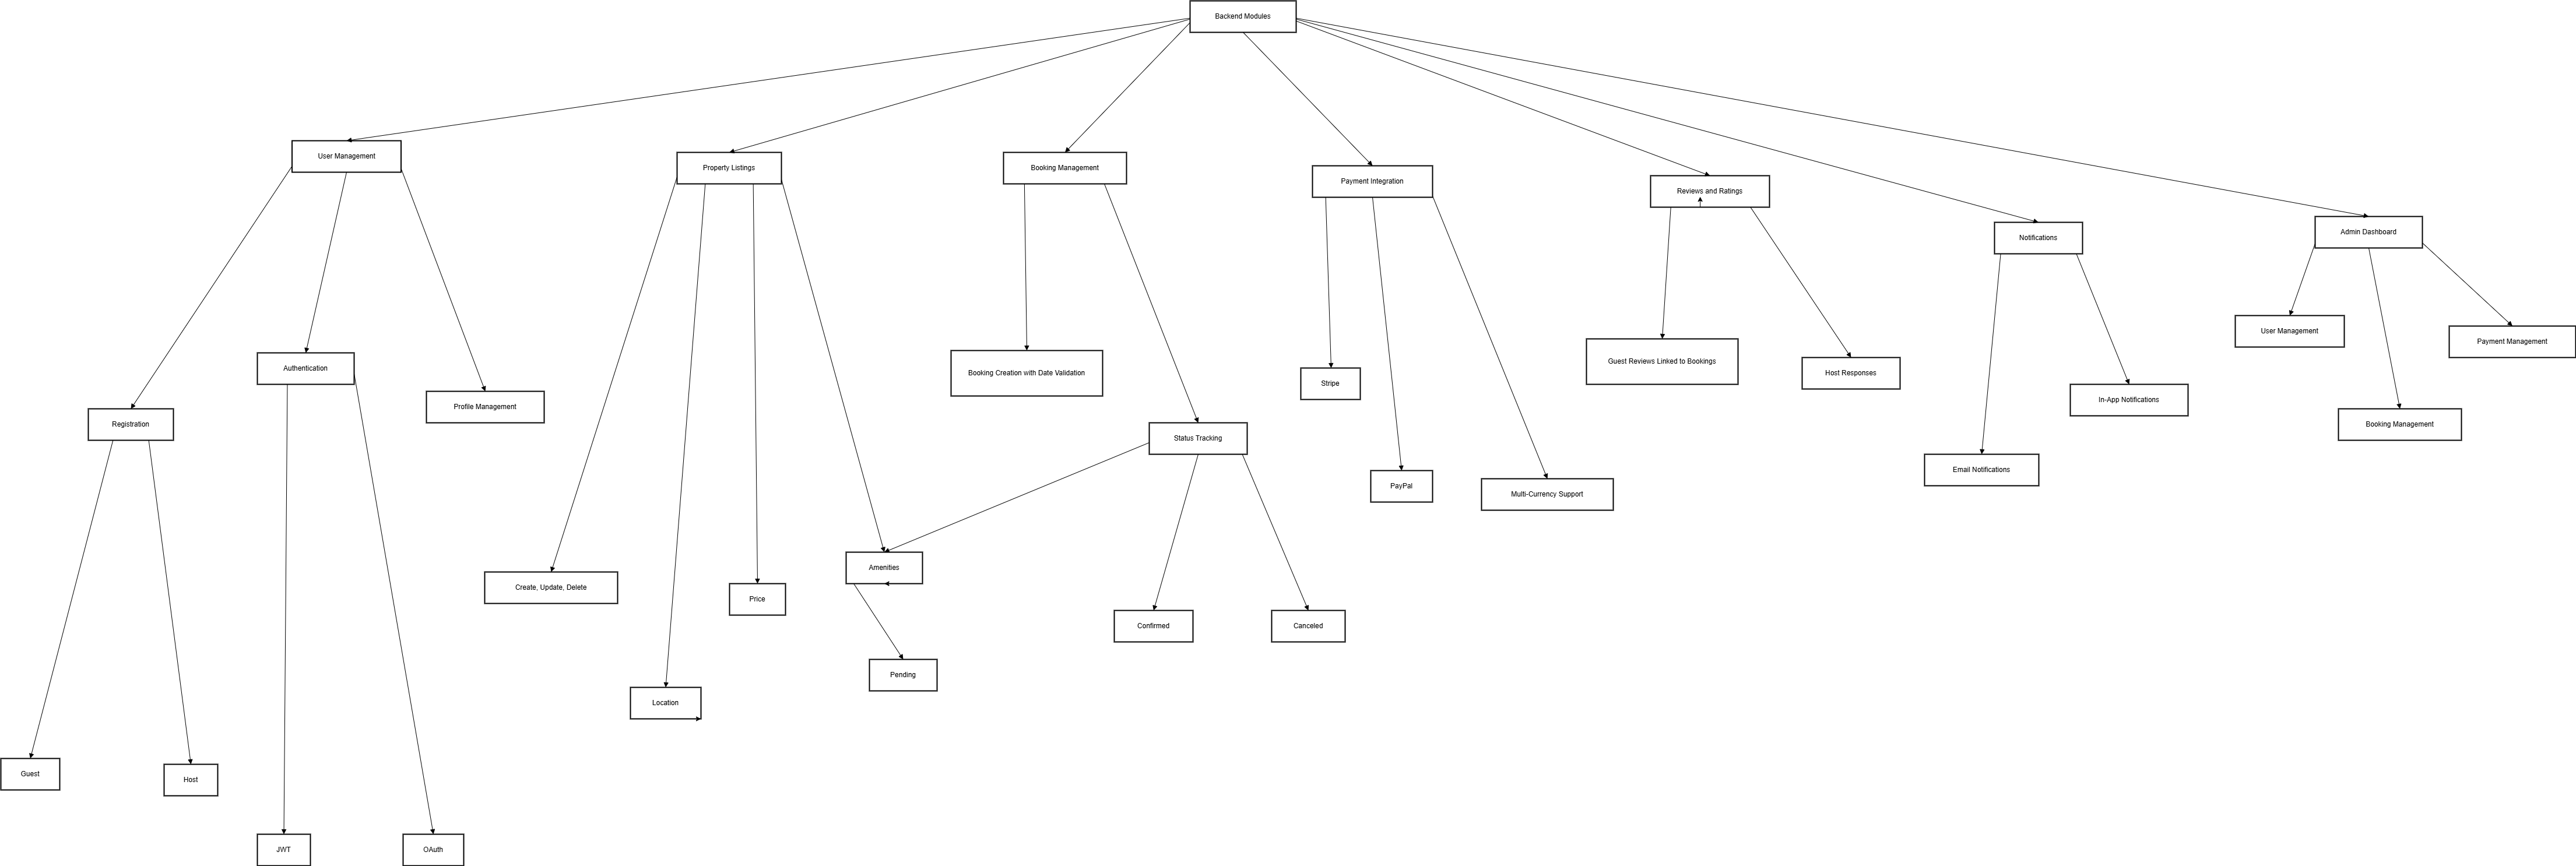 Backend Modules
User Management
Property Listings
Booking Management
Payment Integration
Reviews and Ratings
Notifications
Admin Dashboard
User Management
Payment Management
Booking Management
Registration
Authentication
Profile Management
Booking Creation with Date Validation
Status Tracking
Stripe
PayPal
Multi-Currency Support
Guest Reviews Linked to Bookings
Host Responses
Email Notifications
In-App Notifications
Create, Update, Delete
Location
Price
Amenities
Pending
Confirmed
Canceled
Guest
Host
JWT
OAuth